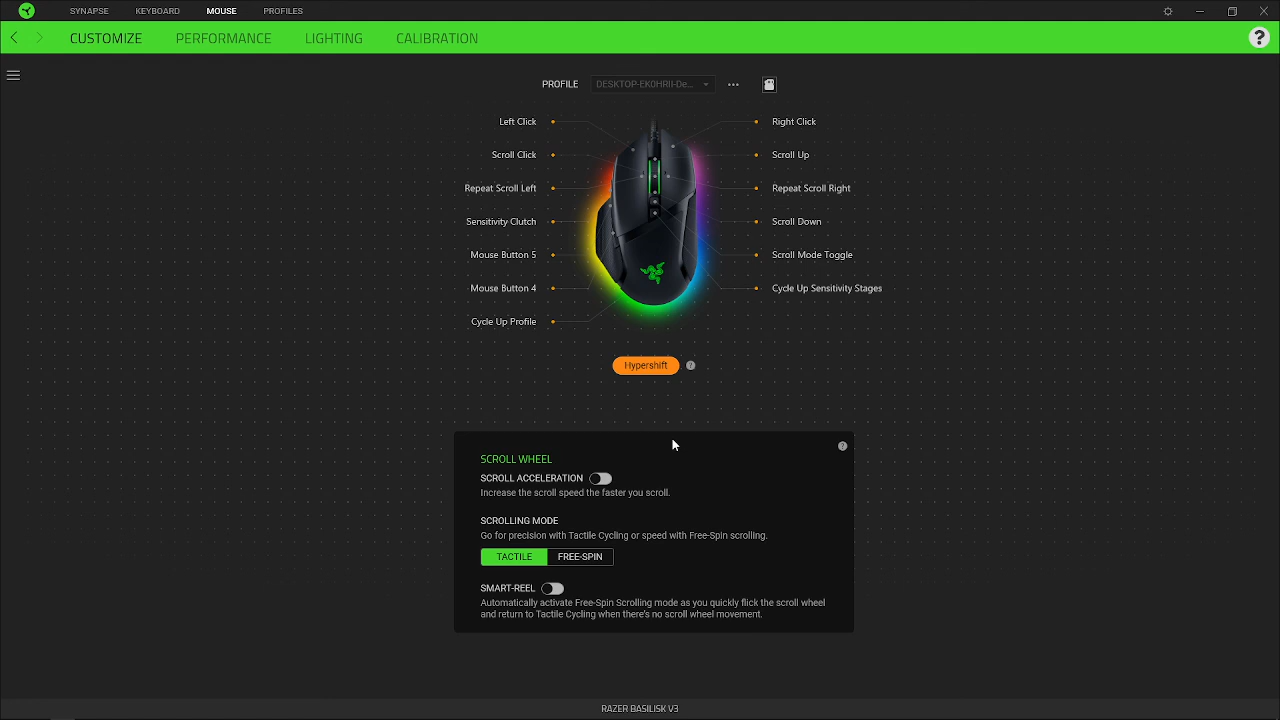 SYNAPSE KEYBOARD MOUSE PROFILES
CUSTOMIZE PERFORMANCE LIGHTING CALIBRATION ?
PROFILE DESKTOP-EK0HRII-De...
Left Click Right Click
Scroll Click Scroll Up
Repeat Scroll Left Repeat Scroll Right
Sensitivity Clutch Scroll Down
Mouse Button 5 Scroll Mode Toggle
Mouse Button 4 Cycle Up Sensitivity Stages
Cycle Up Profile
Hypershift ?
?
SCROLL WHEEL
SCROLL ACCELERATION
Increase the scroll speed the faster you scroll.
SCROLLING MODE
Go for precision with Tactile Cycling or speed with Free-Spin scrolling.
TACTILE FREE-SPIN
SMART-REEL
Automatically activate Free-Spin Scrolling mode as you quickly flick the scroll wheel
and return to Tactile Cycling when there's no scroll wheel movement.
RAZER BASILISK V3